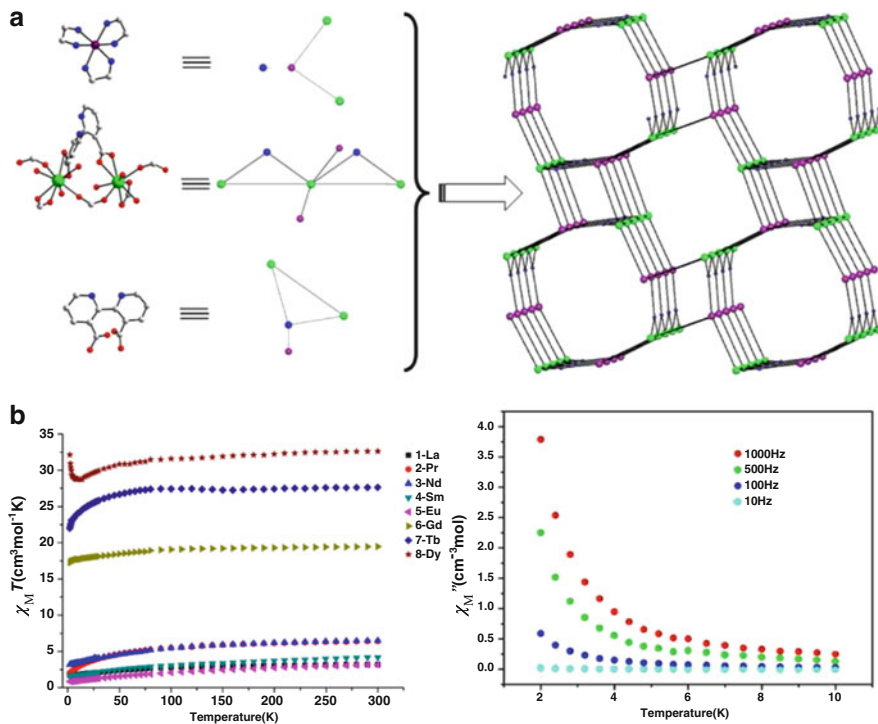 a
b
35
30
25
20
15
10
5
0
χM T(cm³mol⁻¹K)
0
50
100
150
200
250
300
Temperature(K)
1-La
2-Pr
3-Nd
4-Sm
5-Eu
6-Gd
7-Tb
8-Dy
4.0
3.5
3.0
2.5
2.0
1.5
1.0
0.5
0.0
χM"(cm⁻³mol)
2
4
6
8
10
Temperature(K)
1000Hz
500Hz
100Hz
10Hz